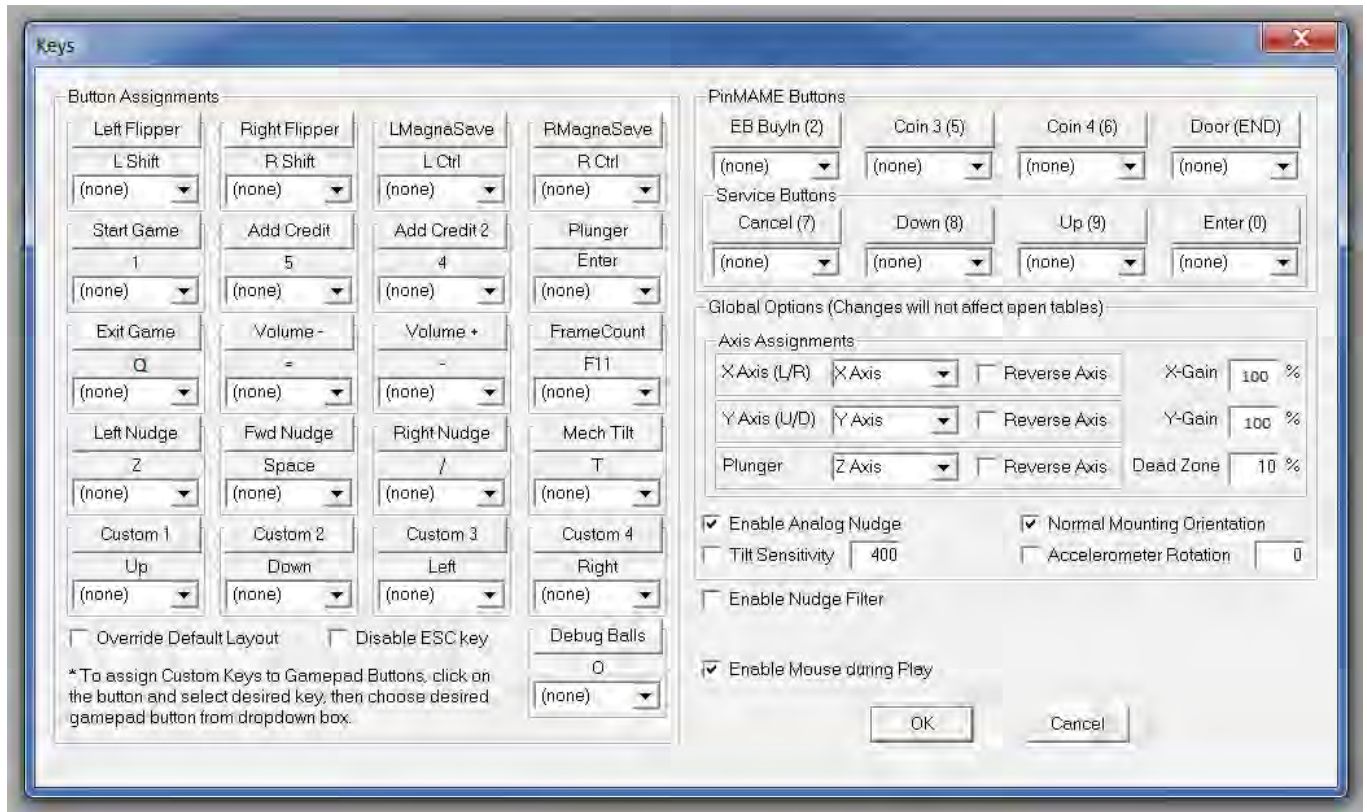 Keys
Button Assignments
Left Flipper Right Flipper LMagnaSave RMagnaSave
L Shift R Shift L Ctrl R Ctrl
(none) (none) (none) (none)
Start Game Add Credit Add Credit 2 Plunger
1 5 4 Enter
(none) (none) (none) (none)
Exit Game Volume - Volume + FrameCount
Q = - F11
(none) (none) (none) (none)
Left Nudge Fwd Nudge Right Nudge Mech Tilt
Z Space / T
(none) (none) (none) (none)
Custom 1 Custom 2 Custom 3 Custom 4
Up Down Left Right
(none) (none) (none) (none)
Override Default Layout Disable ESC key Debug Balls
O
(none)
* To assign Custom Keys to Gamepad Buttons, click on
the button and select desired key, then choose desired
gamepad button from dropdown box.
PinMAME Buttons
EB BuyIn (2) Coin 3 (5) Coin 4 (6) Door (END)
(none) (none) (none) (none)
Service Buttons
Cancel (7) Down (8) Up (9) Enter (0)
(none) (none) (none) (none)
Global Options (Changes will not affect open tables)
Axis Assignments
X Axis (L/R) X Axis Reverse Axis X-Gain 100 %
Y Axis (U/D) Y Axis Reverse Axis Y-Gain 100 %
Plunger Z Axis Reverse Axis Dead Zone 10 %
Enable Analog Nudge Normal Mounting Orientation
Tilt Sensitivity 400 Accelerometer Rotation 0
Enable Nudge Filter
Enable Mouse during Play
OK Cancel